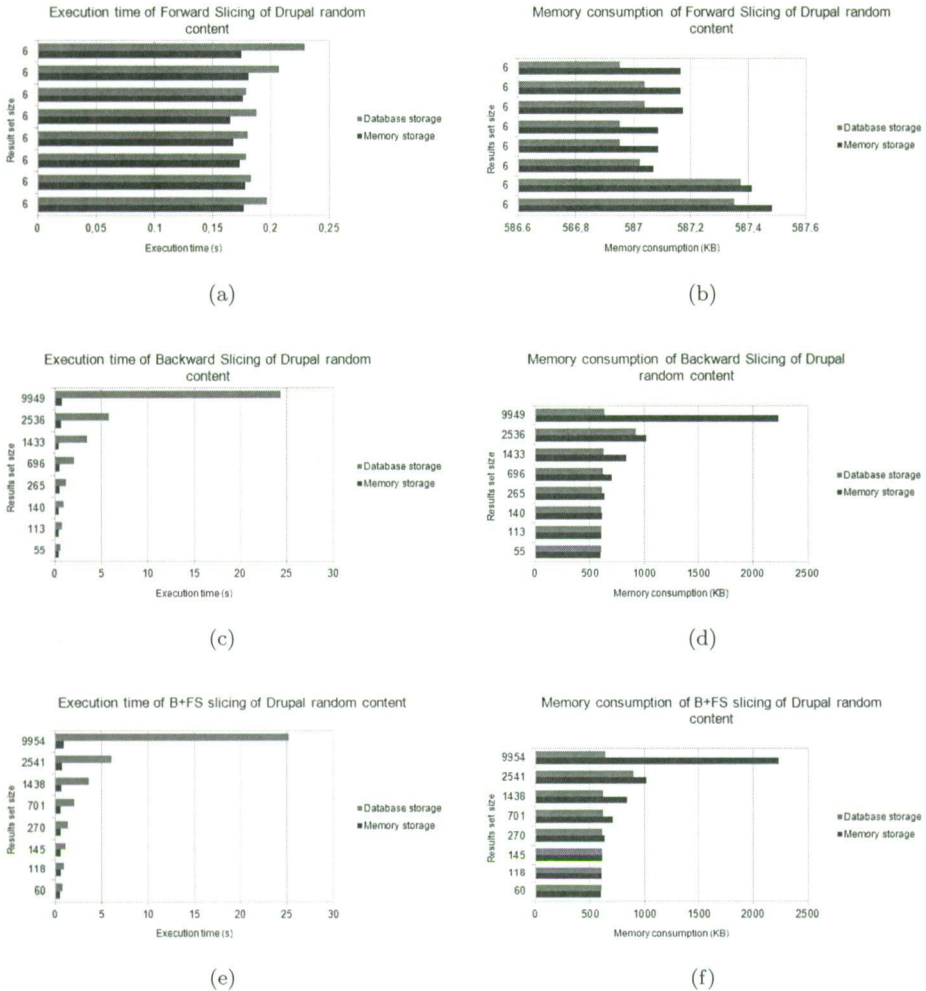 Execution time of Forward Slicing of Drupal random
content
Result set size
6
6
6
6
6
6
6
6
0 0,05 0,1 0,15 0,2 0,25
Execution time (s)
Database storage
Memory storage
(a)
Memory consumption of Forward Slicing of Drupal random
content
Results set size
6
6
6
6
6
6
6
6
586.6 586,8 587 587,2 587,4 587.6
Memory consumption (KB)
Database storage
Memory storage
(b)
Execution time of Backward Slicing of Drupal random
content
Results set size
9949
2536
1433
696
265
140
113
55
0 5 10 15 20 25 30
Execution time (s)
Database storage
Memory storage
(c)
Memory consumption of Backward Slicing of Drupal
random content
Results set size
9949
2536
1433
696
265
140
113
55
0 500 1000 1500 2000 2500
Memory consumption (KB)
Database storage
Memory storage
(d)
Execution time of B+FS slicing of Drupal random content
Results set size
9954
2541
1438
701
270
145
118
60
0 5 10 15 20 25 30
Execution time (s)
Database storage
Memory storage
(e)
Memory consumption of B+FS slicing of Drupal random
content
Results set size
9954
2541
1438
701
270
145
118
60
0 500 1000 1500 2000 2500
Memory consumption (KB)
Database storage
Memory storage
(f)